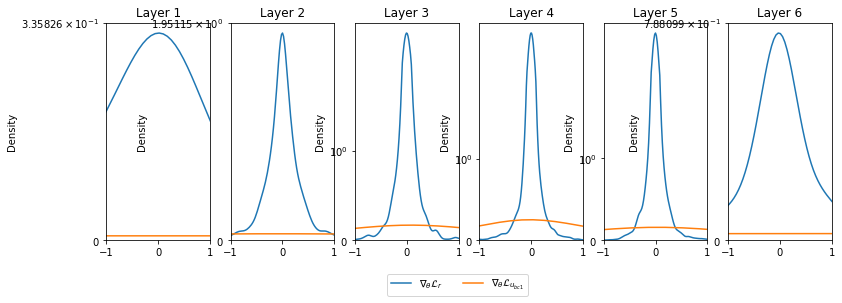 Layer 1
Layer 2
Layer 3
Layer 4
Layer 5
Layer 6
3.35826 × 10⁻¹
1.95115 × 10⁰
7.88099 × 10⁻¹
Density
Density
Density
Density
Density
Density
10⁰
10⁰
10⁰
0
0
0
0
0
0
−1 0 1
−1 0 1
−1 0 1
−1 0 1
−1 0 1
−1 0 1
∇θℒr
∇θℒu_bc1